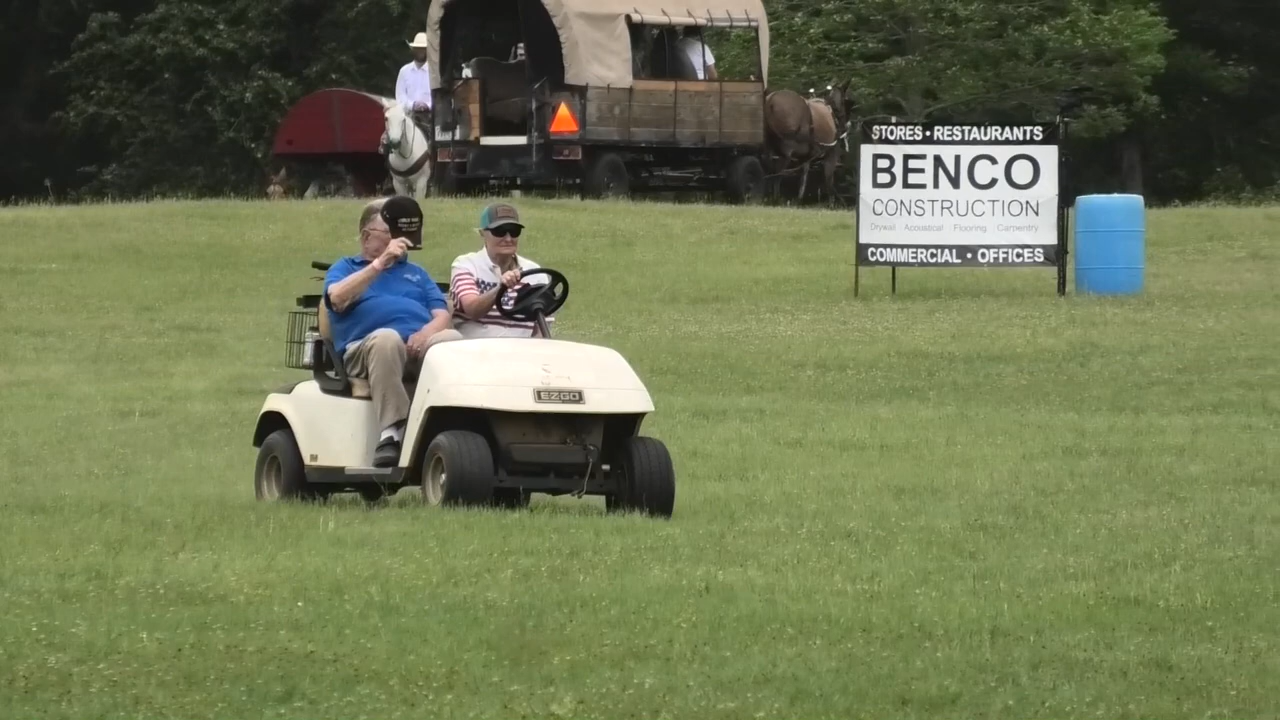 STORES • RESTAURANTS
BENCO
CONSTRUCTION
Drywall Acoustical Flooring Carpentry
COMMERCIAL • OFFICES
EZGO